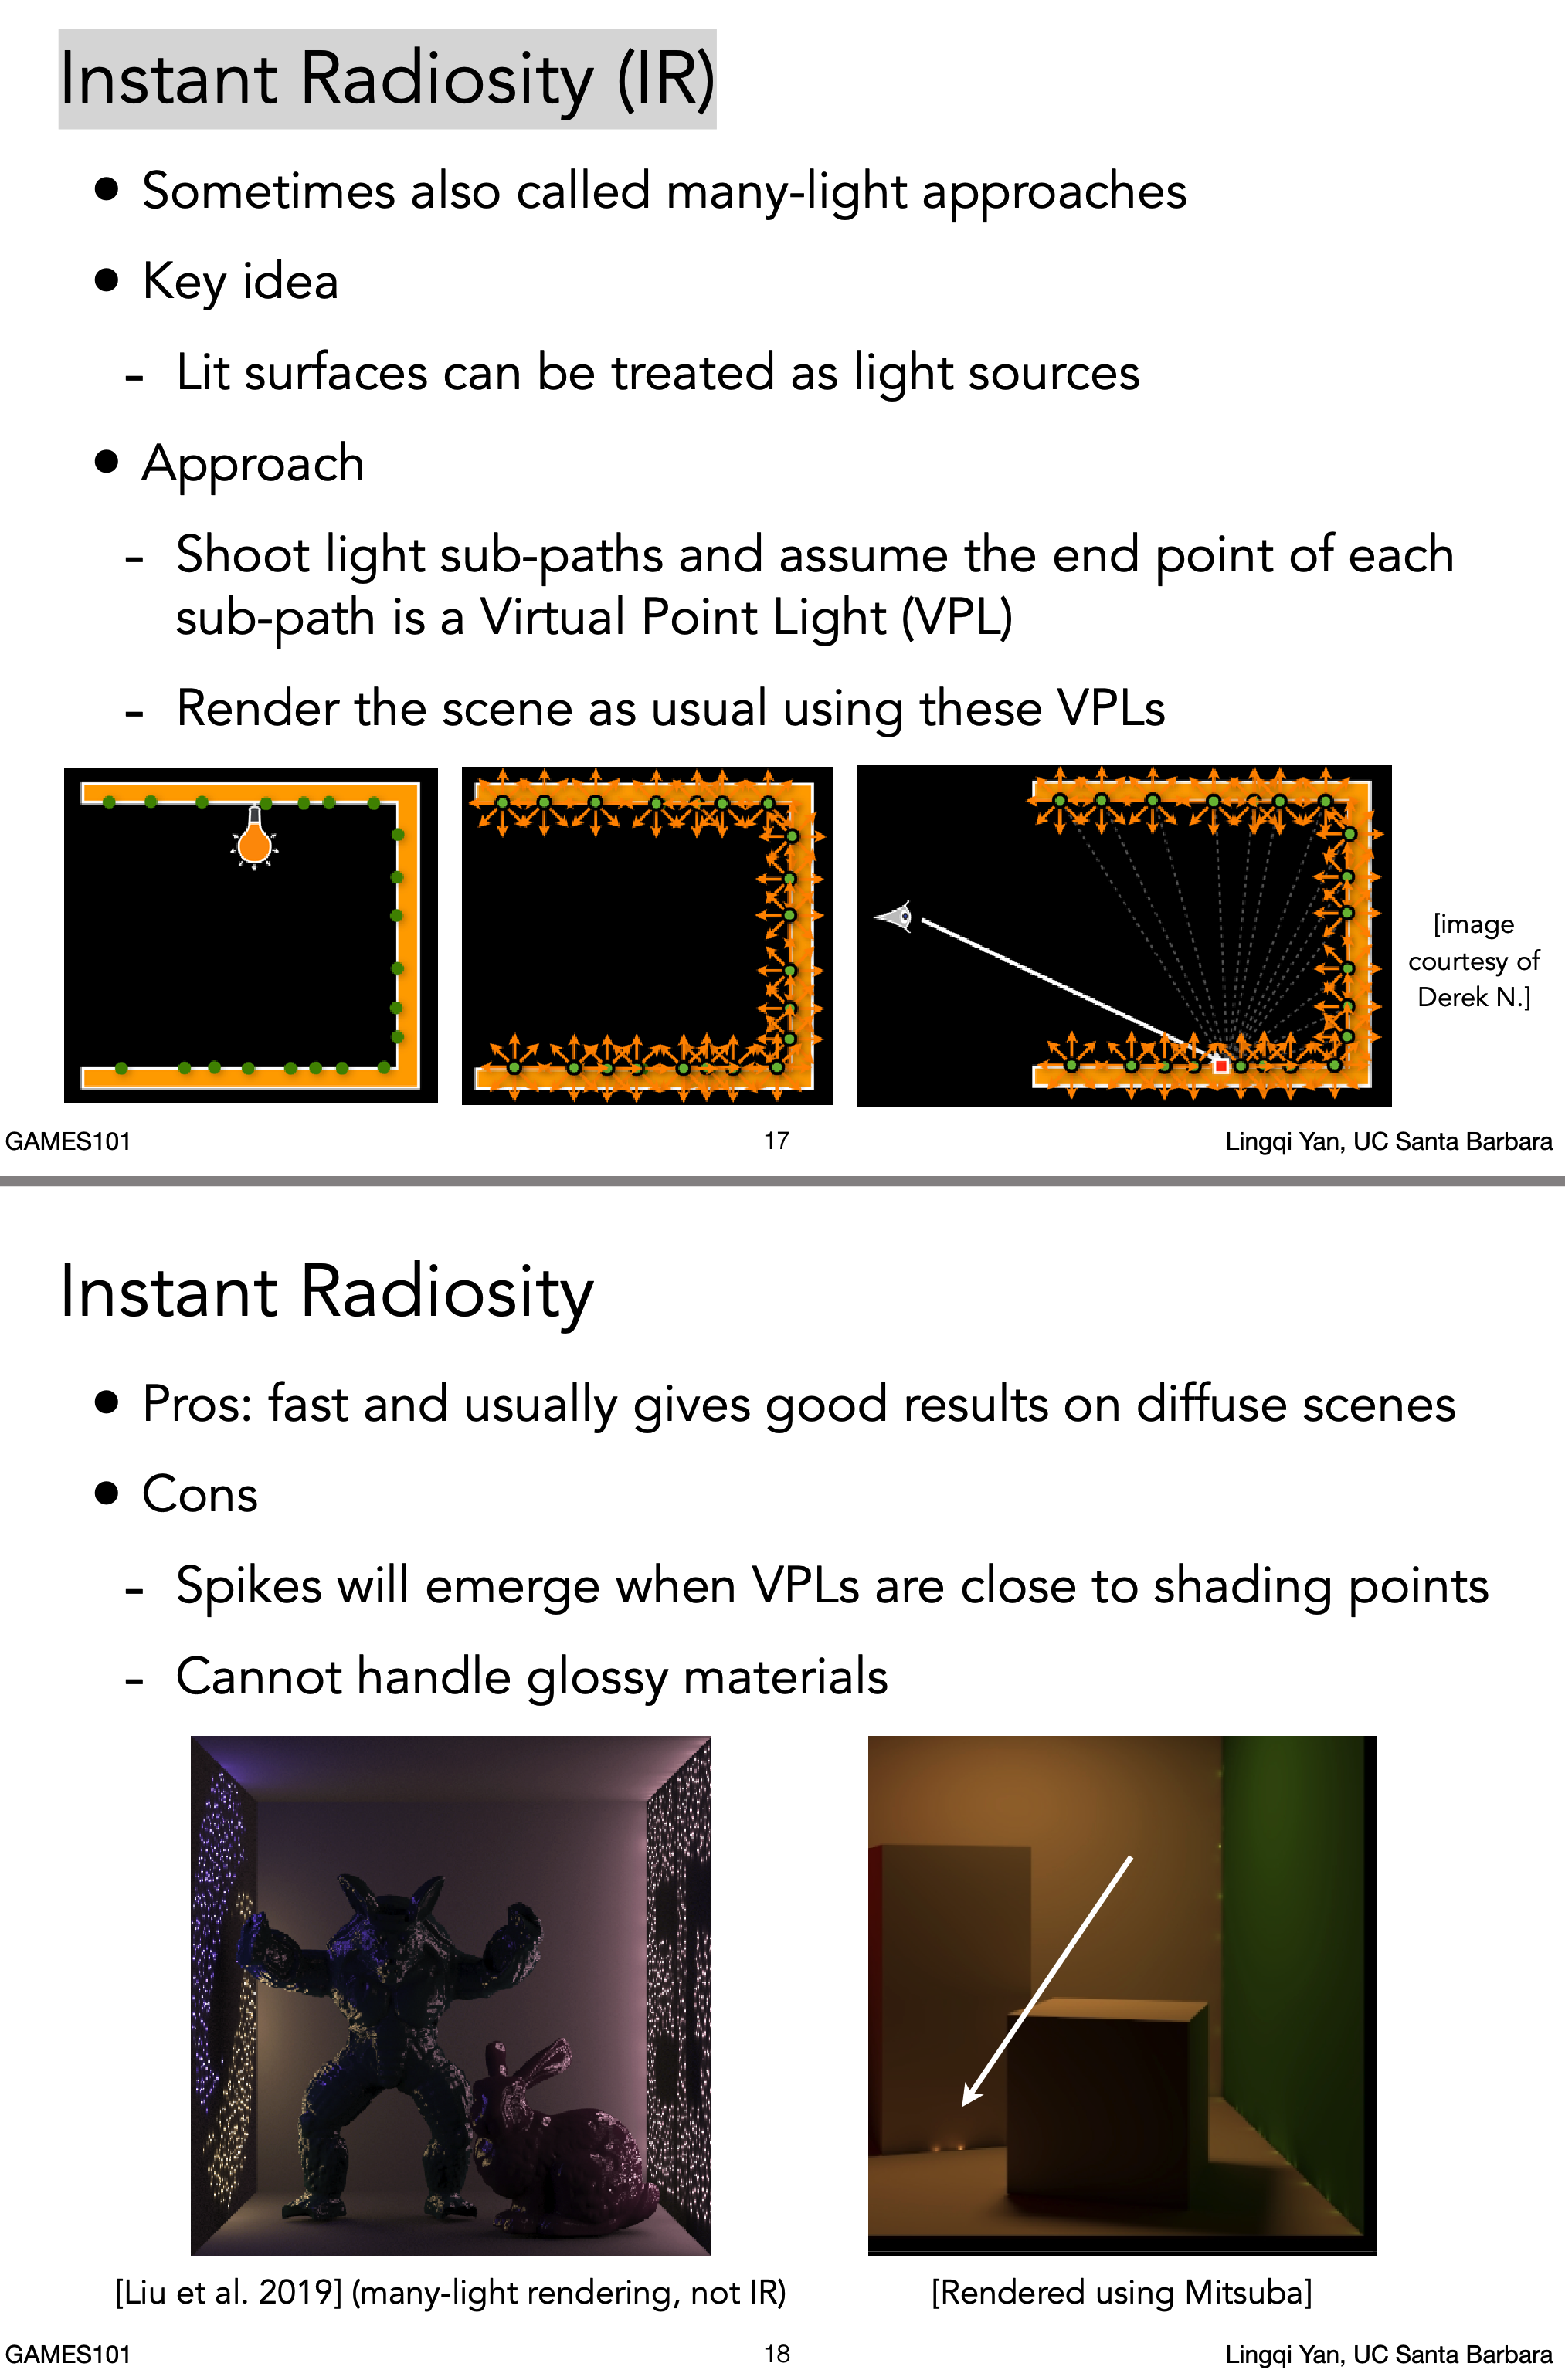 Instant Radiosity (IR)
● Sometimes also called many-light approaches
● Key idea
- Lit surfaces can be treated as light sources
● Approach
- Shoot light sub-paths and assume the end point of each
sub-path is a Virtual Point Light (VPL)
- Render the scene as usual using these VPLs
[image
courtesy of
Derek N.]
GAMES101
17
Lingqi Yan, UC Santa Barbara
Instant Radiosity
● Pros: fast and usually gives good results on diffuse scenes
● Cons
- Spikes will emerge when VPLs are close to shading points
- Cannot handle glossy materials
[Liu et al. 2019] (many-light rendering, not IR)
[Rendered using Mitsuba]
GAMES101
18
Lingqi Yan, UC Santa Barbara